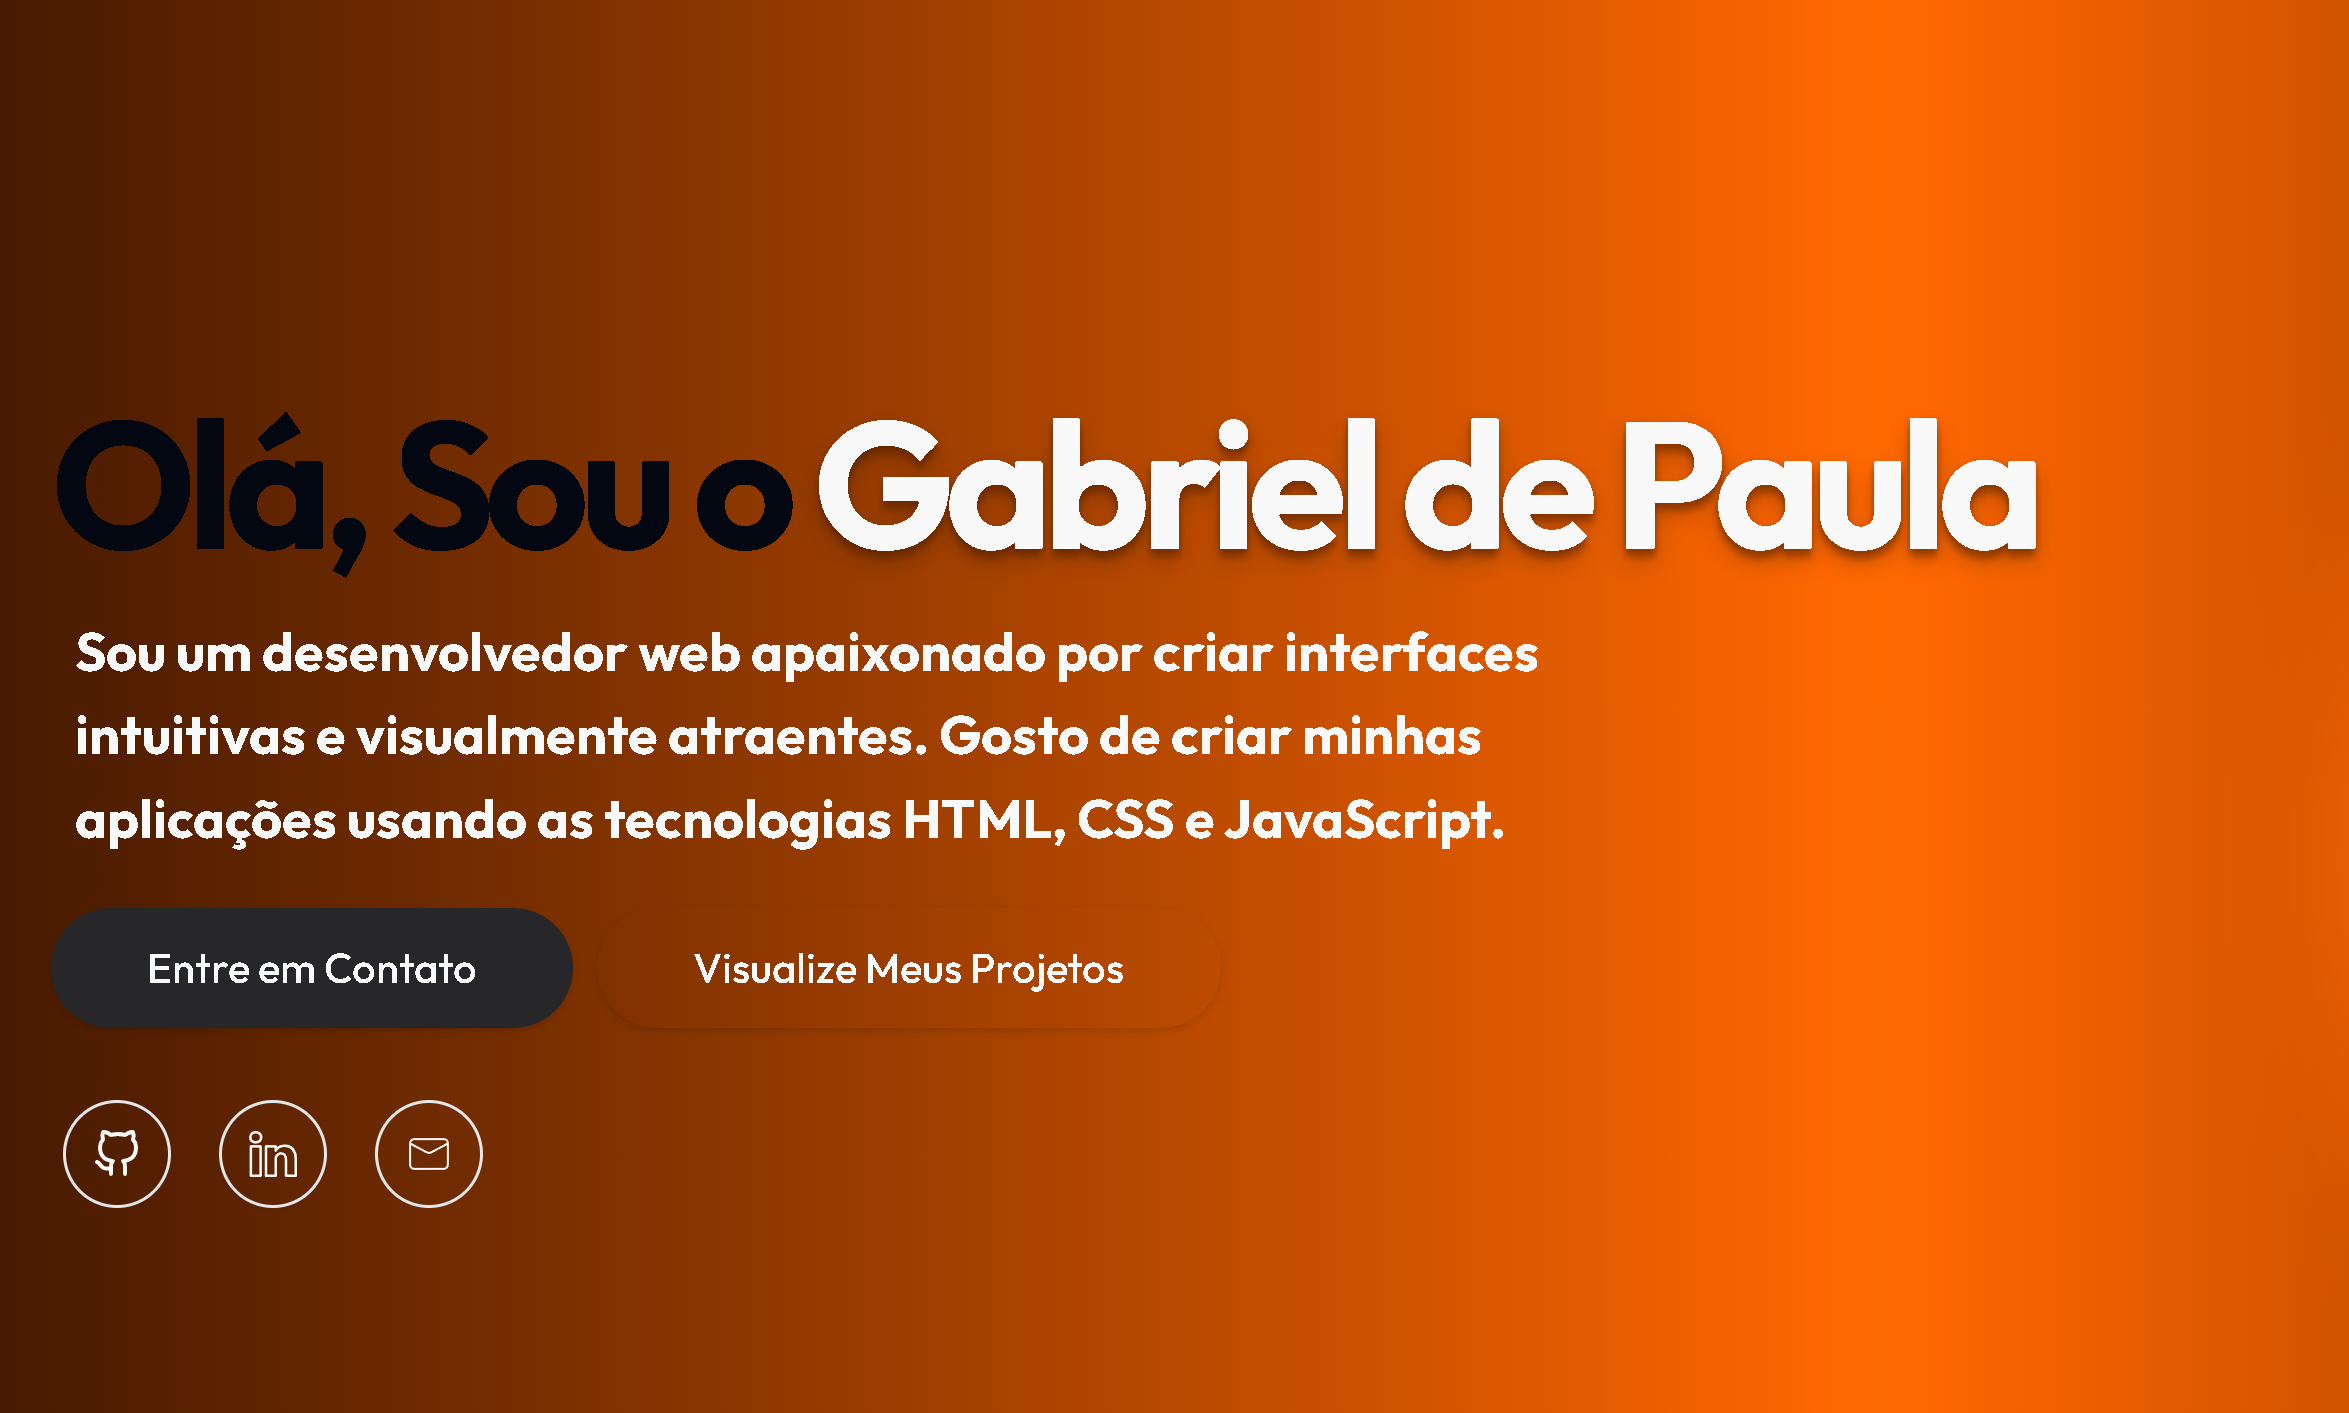 Olá, Sou o Gabriel de Paula
Sou um desenvolvedor web apaixonado por criar interfaces
intuitivas e visualmente atraentes. Gosto de criar minhas
aplicações usando as tecnologias HTML, CSS e JavaScript.
Entre em Contato
Visualize Meus Projetos
in